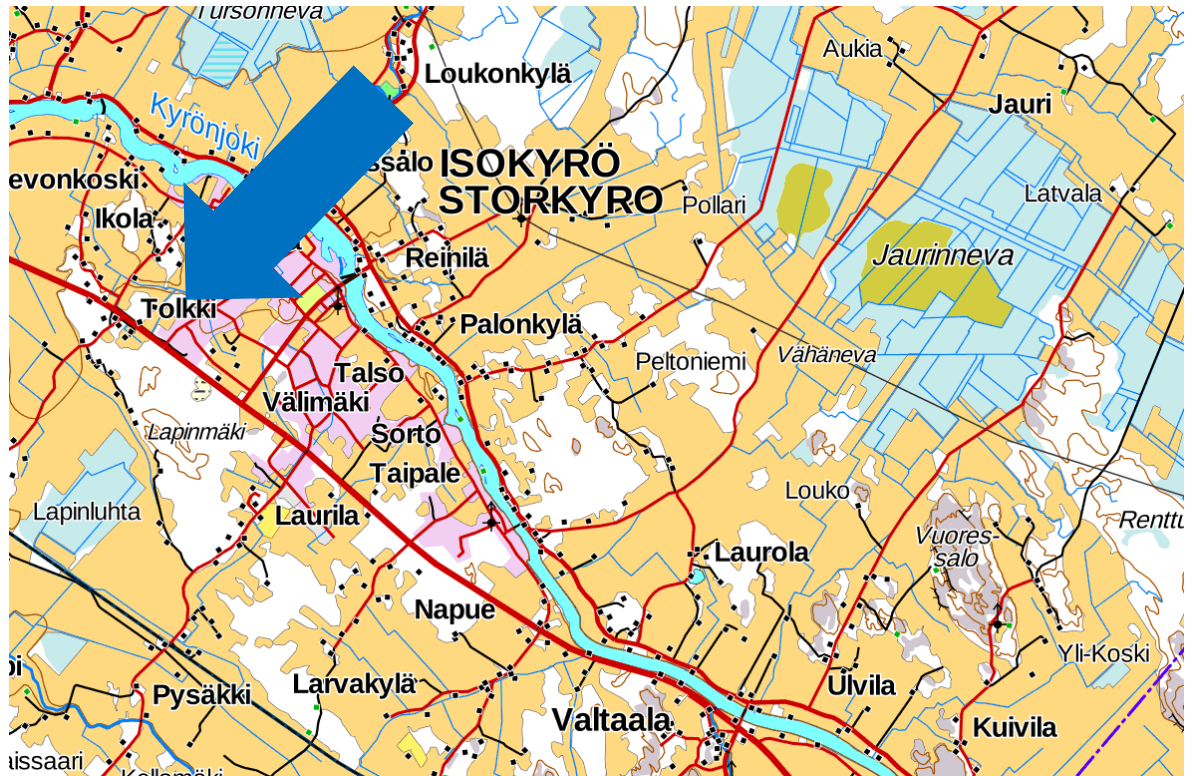 Tursonneva
Loukonkylä
Aukia
Jauri
Kyrönjoki
ISOKYRÖ
STORKYRO
Pollari
Latvala
Ikola
Reinilä
Jaurinneva
Tolkki
Palonkylä
Peltoniemi
Vähäneva
Talso
Välimäki
Lapinmäki
Sorto
Taipale
Louko
Lapinluhta
Laurila
Vuores-
salo
Laurola
Napue
Yli-Koski
Pysäkki
Larvakylä
Ulvila
Valtaala
Kuivila